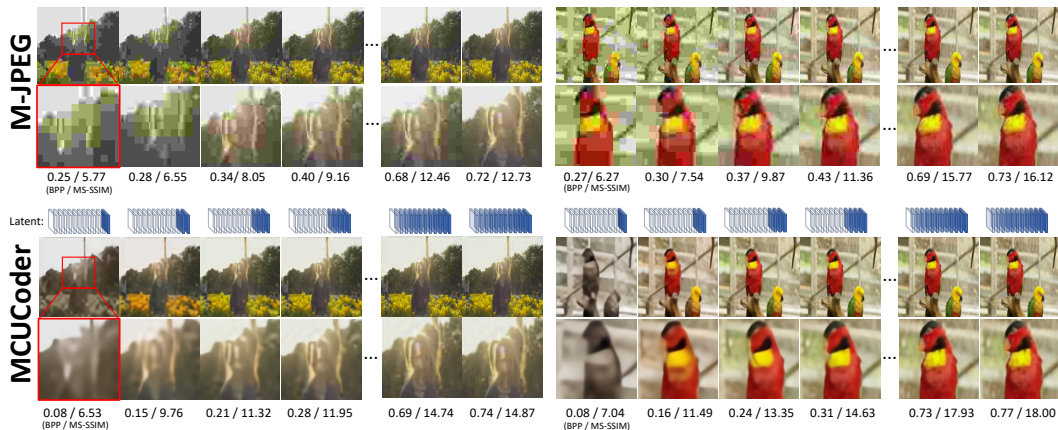 M-JPEG
... ...
... ...
0.25 / 5.77 0.28 / 6.55 0.34/ 8.05 0.40 / 9.16 0.68 / 12.46 0.72 / 12.73 0.27/ 6.27 0.30 / 7.54 0.37 / 9.87 0.43 / 11.36 0.69 / 15.77 0.73 / 16.12
(BPP / MS-SSIM) (BPP / MS-SSIM)
Latent:
MCUCoder
... ...
... ...
0.08 / 6.53 0.15 / 9.76 0.21/ 11.32 0.28 / 11.95 0.69 / 14.74 0.74 / 14.87 0.08 / 7.04 0.16 / 11.49 0.24 / 13.35 0.31 / 14.63 0.73 / 17.93 0.77 / 18.00
(BPP / MS-SSIM) (BPP / MS-SSIM)